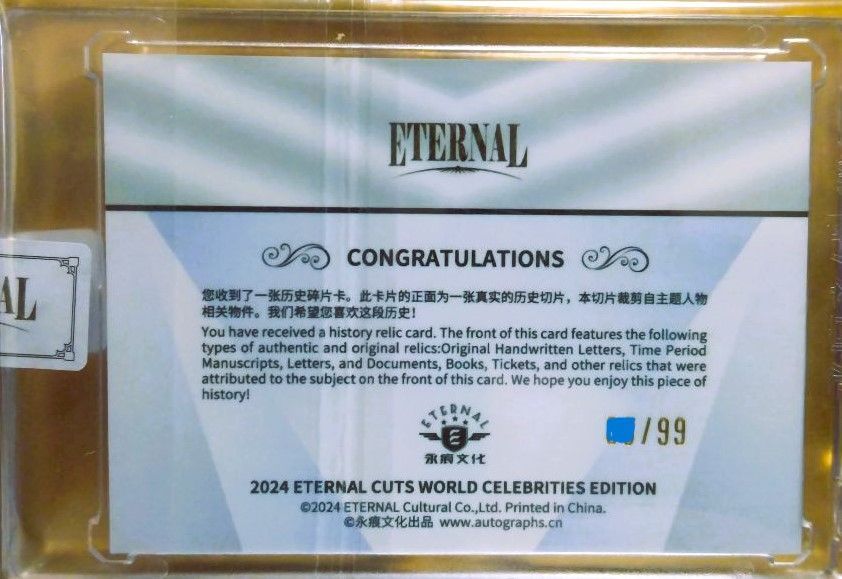 ETERNAL
CONGRATULATIONS
您收到了一张历史碎片卡。此卡片的正面为一张真实的历史切片，本切片裁剪自主题人物
相关物件。我们希望您喜欢这段历史！
You have received a history relic card. The front of this card features the following
types of authentic and original relics:Original Handwritten Letters, Time Period
Manuscripts, Letters, and Documents, Books, Tickets, and other relics that were
attributed to the subject on the front of this card. We hope you enjoy this piece of
history!
AL
ETERNAL
E
永痕文化
/99
2024 ETERNAL CUTS WORLD CELEBRITIES EDITION
©2024 ETERNAL Cultural Co.,Ltd. Printed in China.
©永痕文化出品 www.autographs.cn